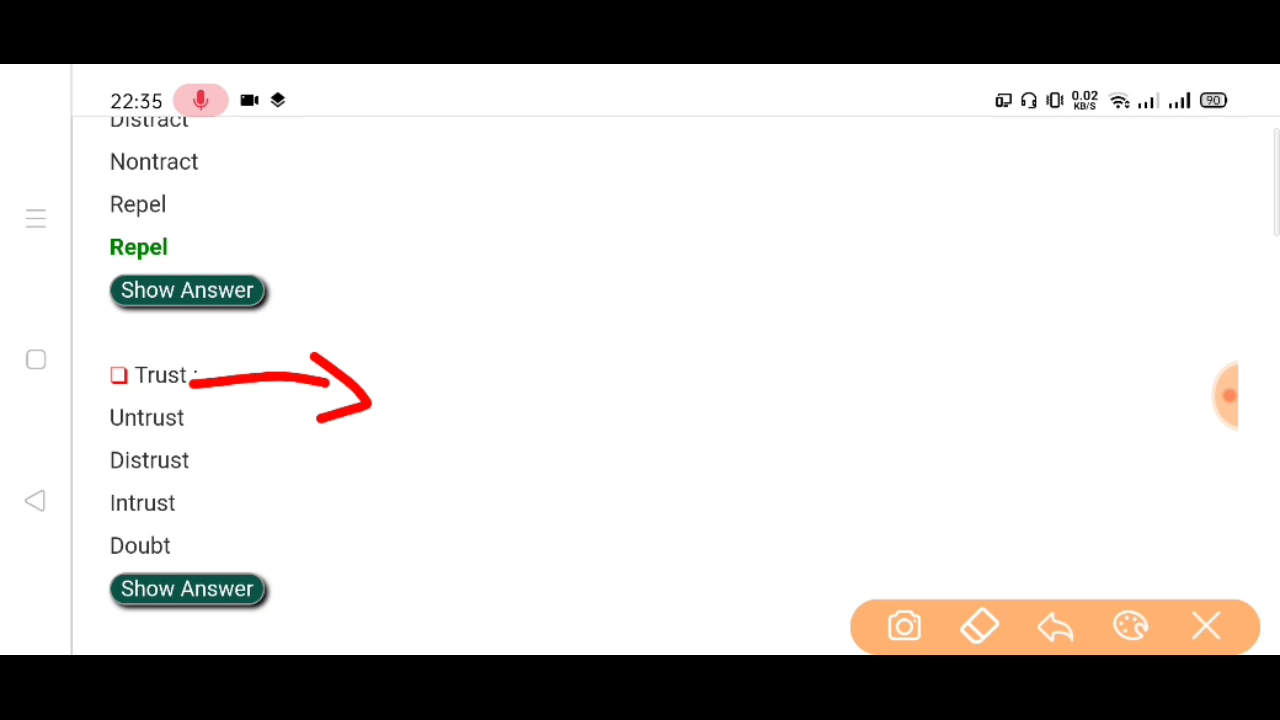 22:35 0.02 KB/S 90
Distract
Nontract
Repel
Repel
Show Answer
❑ Trust :
Untrust
Distrust
Intrust
Doubt
Show Answer